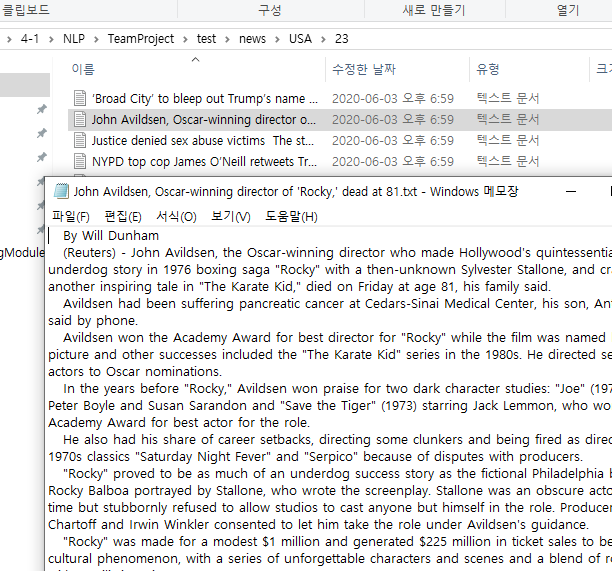 클립보드 구성 새로 만들기 열기
4-1 > NLP > TeamProject > test > news > USA > 23
이름 수정한 날짜 유형
'Broad City' to bleep out Trump's name ... 2020-06-03 오후 6:59 텍스트 문서
John Avildsen, Oscar-winning director o... 2020-06-03 오후 6:59 텍스트 문서
Justice denied sex abuse victims The st... 2020-06-03 오후 6:59 텍스트 문서
NYPD top cop James O'Neill retweets Tr... 2020-06-03 오후 6:59 텍스트 문서
John Avildsen, Oscar-winning director of 'Rocky,' dead at 81.txt - Windows 메모장
파일(F) 편집(E) 서식(O) 보기(V) 도움말(H)
By Will Dunham
(Reuters) - John Avildsen, the Oscar-winning director who made Hollywood's quintessentia
underdog story in 1976 boxing saga "Rocky" with a then-unknown Sylvester Stallone, and cr
another inspiring tale in "The Karate Kid," died on Friday at age 81, his family said.
Avildsen had been suffering pancreatic cancer at Cedars-Sinai Medical Center, his son, An
said by phone.
Avildsen won the Academy Award for best director for "Rocky" while the film was named
picture and other successes included the "The Karate Kid" series in the 1980s. He directed se
actors to Oscar nominations.
In the years before "Rocky," Avildsen won praise for two dark character studies: "Joe" (197
Peter Boyle and Susan Sarandon and "Save the Tiger" (1973) starring Jack Lemmon, who wo
Academy Award for best actor for the role.
He also had his share of career setbacks, directing some clunkers and being fired as direc
1970s classics "Saturday Night Fever" and "Serpico" because of disputes with producers.
"Rocky" proved to be as much of an underdog success story as the fictional Philadelphia b
Rocky Balboa portrayed by Stallone, who wrote the screenplay. Stallone was an obscure acto
time but stubbornly refused to allow studios to cast anyone but himself in the role. Producer
Chartoff and Irwin Winkler consented to let him take the role under Avildsen's guidance.
"Rocky" was made for a modest $1 million and generated $225 million in ticket sales to be
cultural phenomenon, with a series of unforgettable characters and scenes and a blend of ro
gModule